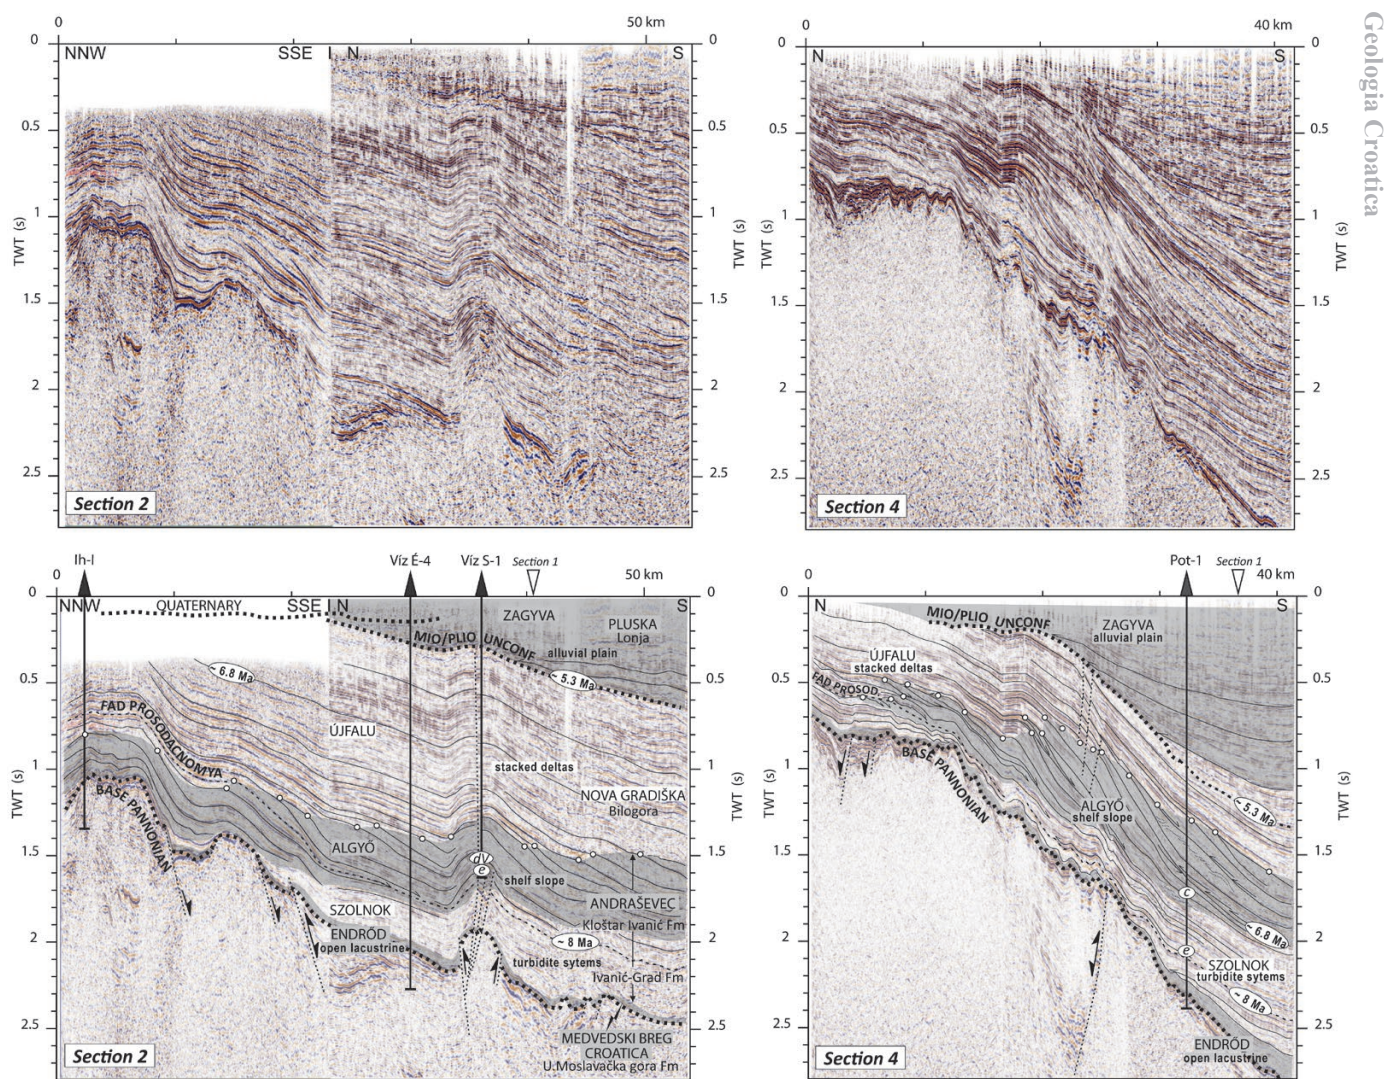 Geologia Croatica
0
50 km
NNW
SSE
N
S
0
0.5
1
1.5
2
2.5
TWT (s)
0
0.5
1
1.5
2
2.5
TWT (s)
Section 2
0
40 km
N
S
0
0.5
1
1.5
2
2.5
TWT (s)
0
0.5
1
1.5
2
2.5
TWT (s)
Section 4
Ih-I
Víz É-4
Víz S-1
Section 1
0
50 km
NNW
QUATERNARY
SSE
N
S
0
0.5
1
1.5
2
2.5
TWT (s)
0
0.5
1
1.5
2
2.5
TWT (s)
ZAGYVA
PLUSKA
Lonja
MIO/PLIO UNCONF
alluvial plain
~ 6.8 Ma
~ 5.3 Ma
FAD PROSODACNOMYA
ÚJFALU
stacked deltas
BASE PANNONIAN
NOVA GRADIŠKA
Bilogora
ALGYŐ
dV
e
shelf slope
ANDRAŠEVEC
SZOLNOK
Kloštar Ivanić Fm
ENDRŐD
open lacustrine
~ 8 Ma
turbidite sytems
Ivanić-Grad Fm
MEDVEDSKI BREG
CROATICA
U.Moslavačka gora Fm
Section 2
Pot-1
Section 1
0
40 km
N
S
0
0.5
1
1.5
2
2.5
TWT (s)
0
0.5
1
1.5
2
2.5
TWT (s)
MIO/PLIO UNCONF
ZAGYVA
alluvial plain
ÚJFALU
stacked deltas
FAD PROSOD.
BASE PANNONIAN
ALGYŐ
shelf slope
~ 5.3 Ma
c
~ 6.8 Ma
e
SZOLNOK
turbidite sytems
~ 8 Ma
ENDRŐD
open lacustrine
Section 4